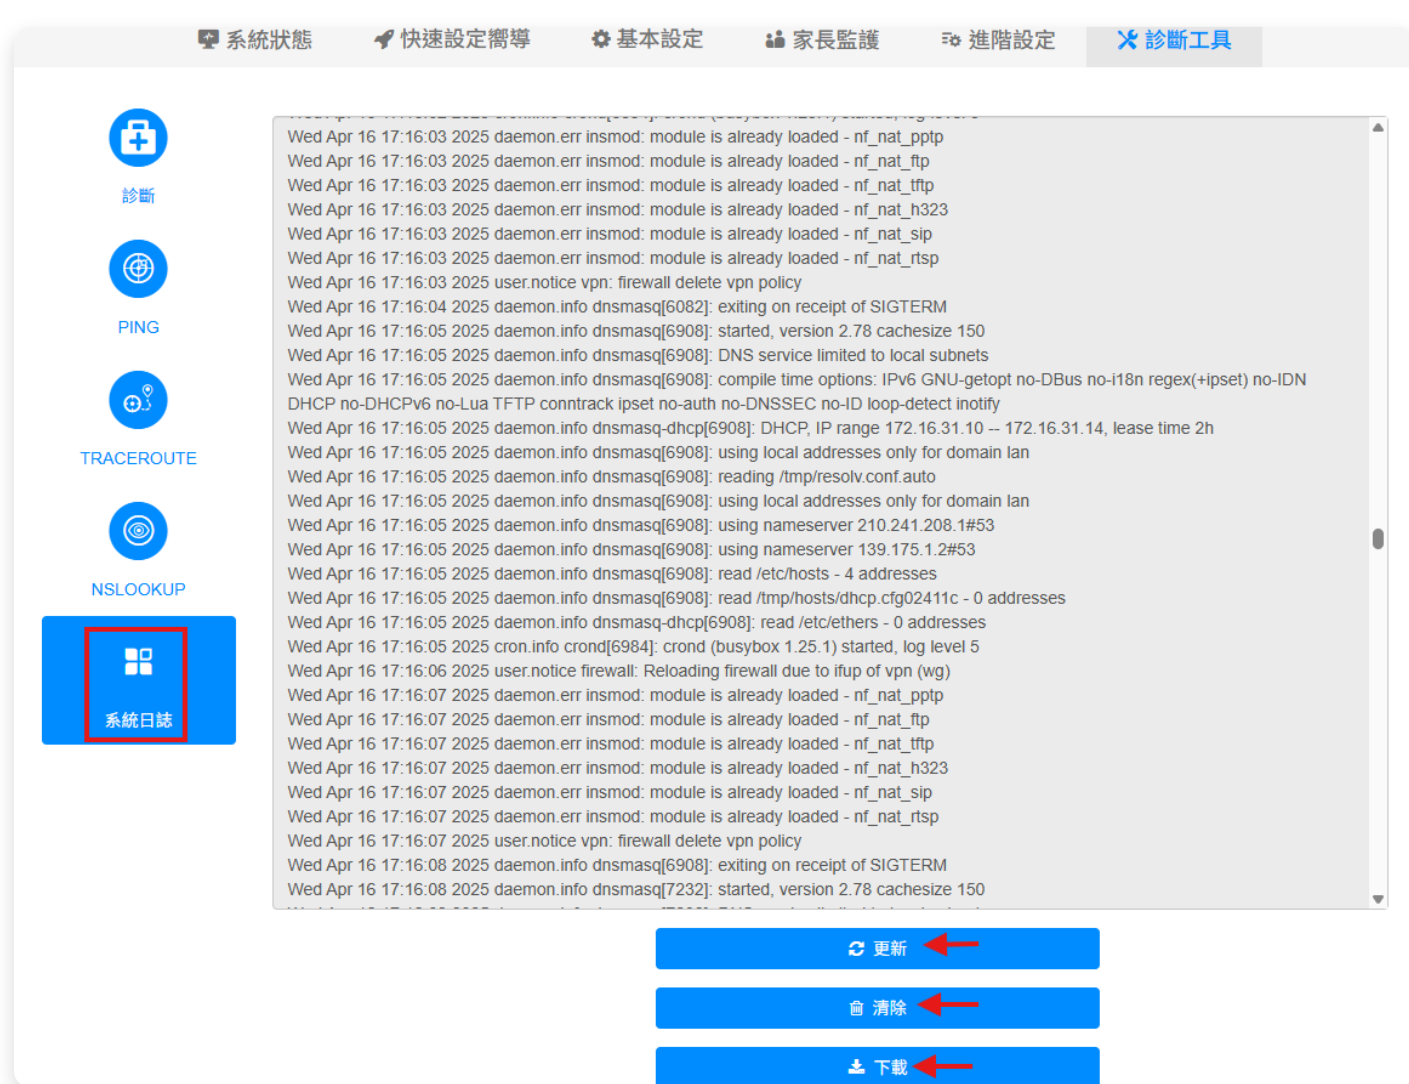 系統狀態 快速設定嚮導 基本設定 家長監護 進階設定 診斷工具
診斷
PING
TRACEROUTE
NSLOOKUP
系統日誌
Wed Apr 16 17:16:03 2025 daemon.err insmod: module is already loaded - nf_nat_pptp
Wed Apr 16 17:16:03 2025 daemon.err insmod: module is already loaded - nf_nat_ftp
Wed Apr 16 17:16:03 2025 daemon.err insmod: module is already loaded - nf_nat_tftp
Wed Apr 16 17:16:03 2025 daemon.err insmod: module is already loaded - nf_nat_h323
Wed Apr 16 17:16:03 2025 daemon.err insmod: module is already loaded - nf_nat_sip
Wed Apr 16 17:16:03 2025 daemon.err insmod: module is already loaded - nf_nat_rtsp
Wed Apr 16 17:16:03 2025 user.notice vpn: firewall delete vpn policy
Wed Apr 16 17:16:04 2025 daemon.info dnsmasq[6082]: exiting on receipt of SIGTERM
Wed Apr 16 17:16:05 2025 daemon.info dnsmasq[6908]: started, version 2.78 cachesize 150
Wed Apr 16 17:16:05 2025 daemon.info dnsmasq[6908]: DNS service limited to local subnets
Wed Apr 16 17:16:05 2025 daemon.info dnsmasq[6908]: compile time options: IPv6 GNU-getopt no-DBus no-i18n regex(+ipset) no-IDN
DHCP no-DHCPv6 no-Lua TFTP conntrack ipset no-auth no-DNSSEC no-ID loop-detect inotify
Wed Apr 16 17:16:05 2025 daemon.info dnsmasq-dhcp[6908]: DHCP, IP range 172.16.31.10 -- 172.16.31.14, lease time 2h
Wed Apr 16 17:16:05 2025 daemon.info dnsmasq[6908]: using local addresses only for domain lan
Wed Apr 16 17:16:05 2025 daemon.info dnsmasq[6908]: reading /tmp/resolv.conf.auto
Wed Apr 16 17:16:05 2025 daemon.info dnsmasq[6908]: using local addresses only for domain lan
Wed Apr 16 17:16:05 2025 daemon.info dnsmasq[6908]: using nameserver 210.241.208.1#53
Wed Apr 16 17:16:05 2025 daemon.info dnsmasq[6908]: using nameserver 139.175.1.2#53
Wed Apr 16 17:16:05 2025 daemon.info dnsmasq[6908]: read /etc/hosts - 4 addresses
Wed Apr 16 17:16:05 2025 daemon.info dnsmasq[6908]: read /tmp/hosts/dhcp.cfg02411c - 0 addresses
Wed Apr 16 17:16:05 2025 daemon.info dnsmasq-dhcp[6908]: read /etc/ethers - 0 addresses
Wed Apr 16 17:16:05 2025 cron.info crond[6984]: crond (busybox 1.25.1) started, log level 5
Wed Apr 16 17:16:06 2025 user.notice firewall: Reloading firewall due to ifup of vpn (wg)
Wed Apr 16 17:16:07 2025 daemon.err insmod: module is already loaded - nf_nat_pptp
Wed Apr 16 17:16:07 2025 daemon.err insmod: module is already loaded - nf_nat_ftp
Wed Apr 16 17:16:07 2025 daemon.err insmod: module is already loaded - nf_nat_tftp
Wed Apr 16 17:16:07 2025 daemon.err insmod: module is already loaded - nf_nat_h323
Wed Apr 16 17:16:07 2025 daemon.err insmod: module is already loaded - nf_nat_sip
Wed Apr 16 17:16:07 2025 daemon.err insmod: module is already loaded - nf_nat_rtsp
Wed Apr 16 17:16:07 2025 user.notice vpn: firewall delete vpn policy
Wed Apr 16 17:16:08 2025 daemon.info dnsmasq[6908]: exiting on receipt of SIGTERM
Wed Apr 16 17:16:08 2025 daemon.info dnsmasq[7232]: started, version 2.78 cachesize 150
更新
清除
下載